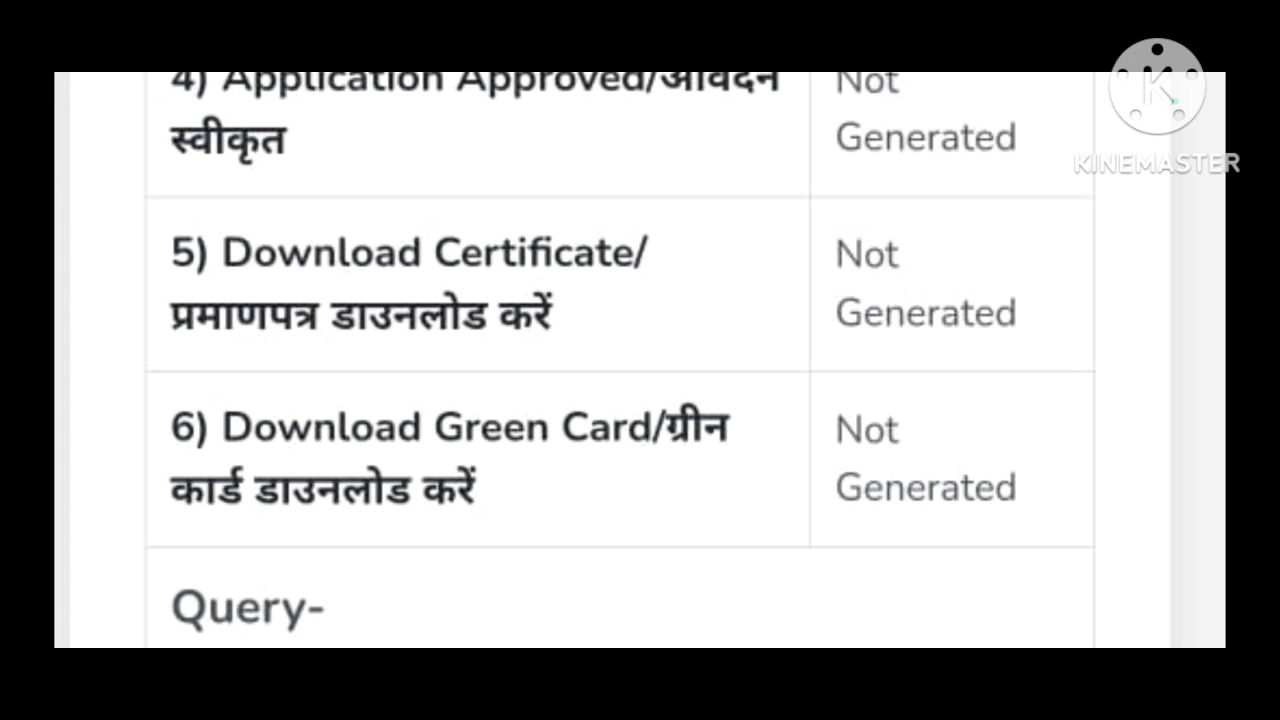 4) Application Approved/आवेदन
स्वीकृत
Not
Generated
5) Download Certificate/
प्रमाणपत्र डाउनलोड करें
Not
Generated
6) Download Green Card/ग्रीन
कार्ड डाउनलोड करें
Not
Generated
Query-
K
KINEMASTER